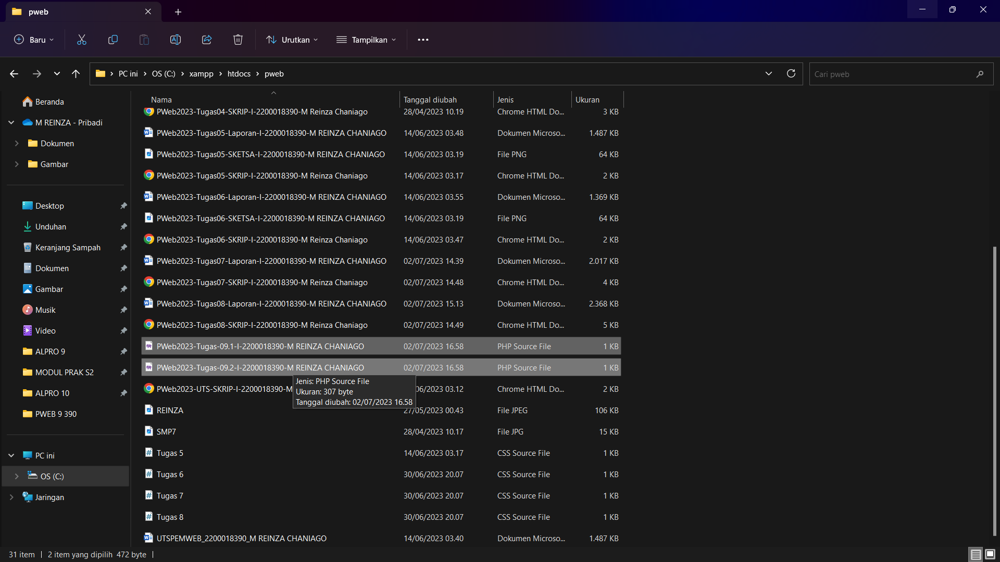 pweb
Baru
Urutkan
Tampilkan
PC ini
OS (C:)
xampp
htdocs
pweb
Cari pweb
Nama
Tanggal diubah
Jenis
Ukuran
Beranda
M REINZA - Pribadi
Dokumen
Gambar
Desktop
Unduhan
Keranjang Sampah
Dokumen
Gambar
Musik
Video
ALPRO 9
MODUL PRAK S2
ALPRO 10
PWEB 9 390
PC ini
OS (C:)
Jaringan
PWeb2023-Tugas04-SKRIP-I-2200018390-M Reinza Chaniago 28/04/2023 10.19 Chrome HTML Do... 3 KB
PWeb2023-Tugas05-Laporan-I-2200018390-M REINZA CHANIAGO 14/06/2023 03.48 Dokumen Microso... 1.487 KB
PWeb2023-Tugas05-SKETSA-I-2200018390-M REINZA CHANIAGO 14/06/2023 03.19 File PNG 64 KB
PWeb2023-Tugas05-SKRIP-I-2200018390-M Reinza Chaniago 14/06/2023 03.17 Chrome HTML Do... 2 KB
PWeb2023-Tugas06-Laporan-I-2200018390-M REINZA CHANIAGO 14/06/2023 03.55 Dokumen Microso... 1.369 KB
PWeb2023-Tugas06-SKETSA-I-2200018390-M REINZA CHANIAGO 14/06/2023 03.19 File PNG 64 KB
PWeb2023-Tugas06-SKRIP-I-2200018390-M Reinza Chaniago 14/06/2023 03.47 Chrome HTML Do... 2 KB
PWeb2023-Tugas07-Laporan-I-2200018390-M REINZA CHANIAGO 02/07/2023 14.39 Dokumen Microso... 2.017 KB
PWeb2023-Tugas07-SKRIP-I-2200018390-M Reinza Chaniago 02/07/2023 14.48 Chrome HTML Do... 4 KB
PWeb2023-Tugas08-Laporan-I-2200018390-M REINZA CHANIAGO 02/07/2023 15.13 Dokumen Microso... 2.368 KB
PWeb2023-Tugas08-SKRIP-I-2200018390-M Reinza Chaniago 02/07/2023 14.49 Chrome HTML Do... 5 KB
PWeb2023-Tugas-09.1-I-2200018390-M REINZA CHANIAGO 02/07/2023 16.58 PHP Source File 1 KB
PWeb2023-Tugas-09.2-I-2200018390-M REINZA CHANIAGO 02/07/2023 16.58 PHP Source File 1 KB
Jenis: PHP Source File
Ukuran: 307 byte
Tanggal diubah: 02/07/2023 16.58
PWeb2023-UTS-SKRIP-I-2200018390-M 06/2023 03.12 Chrome HTML Do... 2 KB
REINZA 27/05/2023 00.43 File JPEG 106 KB
SMP7 28/04/2023 10.17 File JPG 15 KB
Tugas 5 14/06/2023 03.17 CSS Source File 1 KB
Tugas 6 30/06/2023 20.07 CSS Source File 1 KB
Tugas 7 30/06/2023 20.07 CSS Source File 1 KB
Tugas 8 30/06/2023 20.07 CSS Source File 1 KB
UTSPEMWEB_2200018390_M REINZA CHANIAGO 14/06/2023 03.40 Dokumen Microso... 1.487 KB
31 item
2 item yang dipilih 472 byte